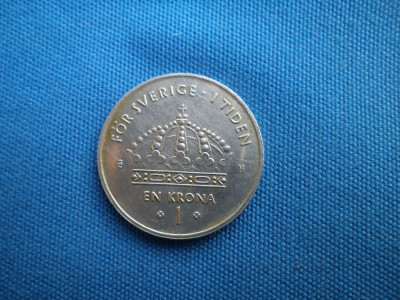 FÖR SVERIGE · I TIDEN
B H
EN KRONA
1